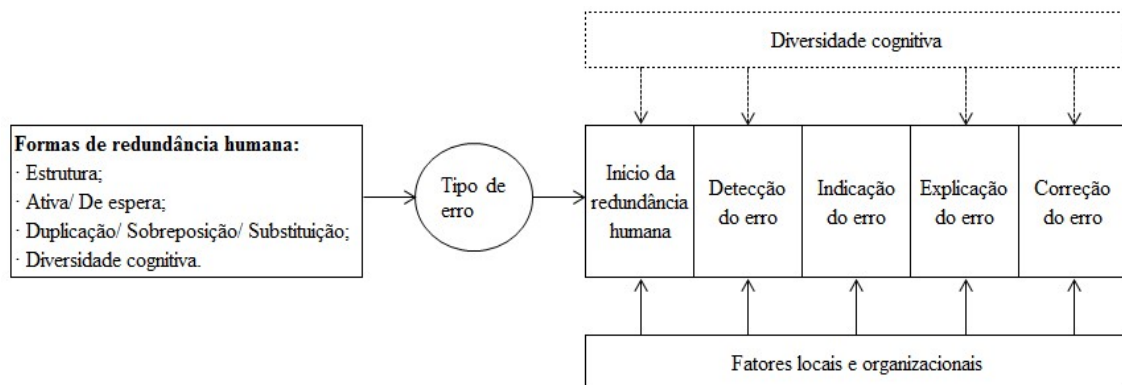 Diversidade cognitiva
Formas de redundância humana:
· Estrutura;
· Ativa/ De espera;
· Duplicação/ Sobreposição/ Substituição;
· Diversidade cognitiva.
Tipo de
erro
Início da
redundância
humana
Detecção
do erro
Indicação
do erro
Explicação
do erro
Correção
do erro
Fatores locais e organizacionais